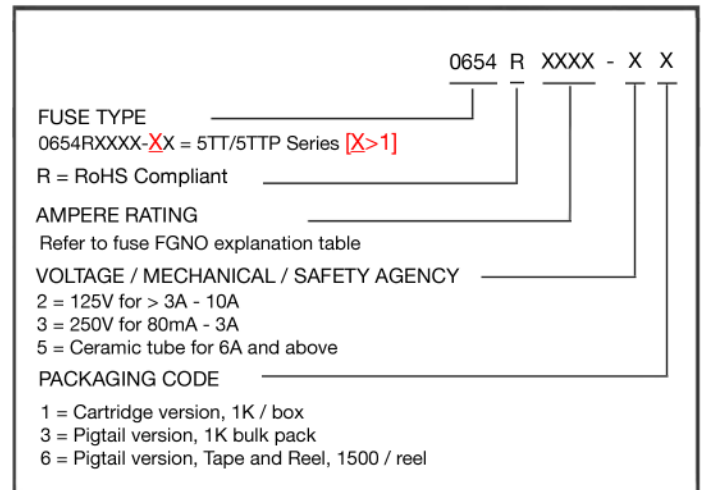 0654 R XXXX - X X
FUSE TYPE
0654RXXXX-XX = 5TT/5TTP Series [X>1]
R = RoHS Compliant
AMPERE RATING
Refer to fuse FGNO explanation table
VOLTAGE / MECHANICAL / SAFETY AGENCY
2 = 125V for > 3A - 10A
3 = 250V for 80mA - 3A
5 = Ceramic tube for 6A and above
PACKAGING CODE
1 = Cartridge version, 1K / box
3 = Pigtail version, 1K bulk pack
6 = Pigtail version, Tape and Reel, 1500 / reel